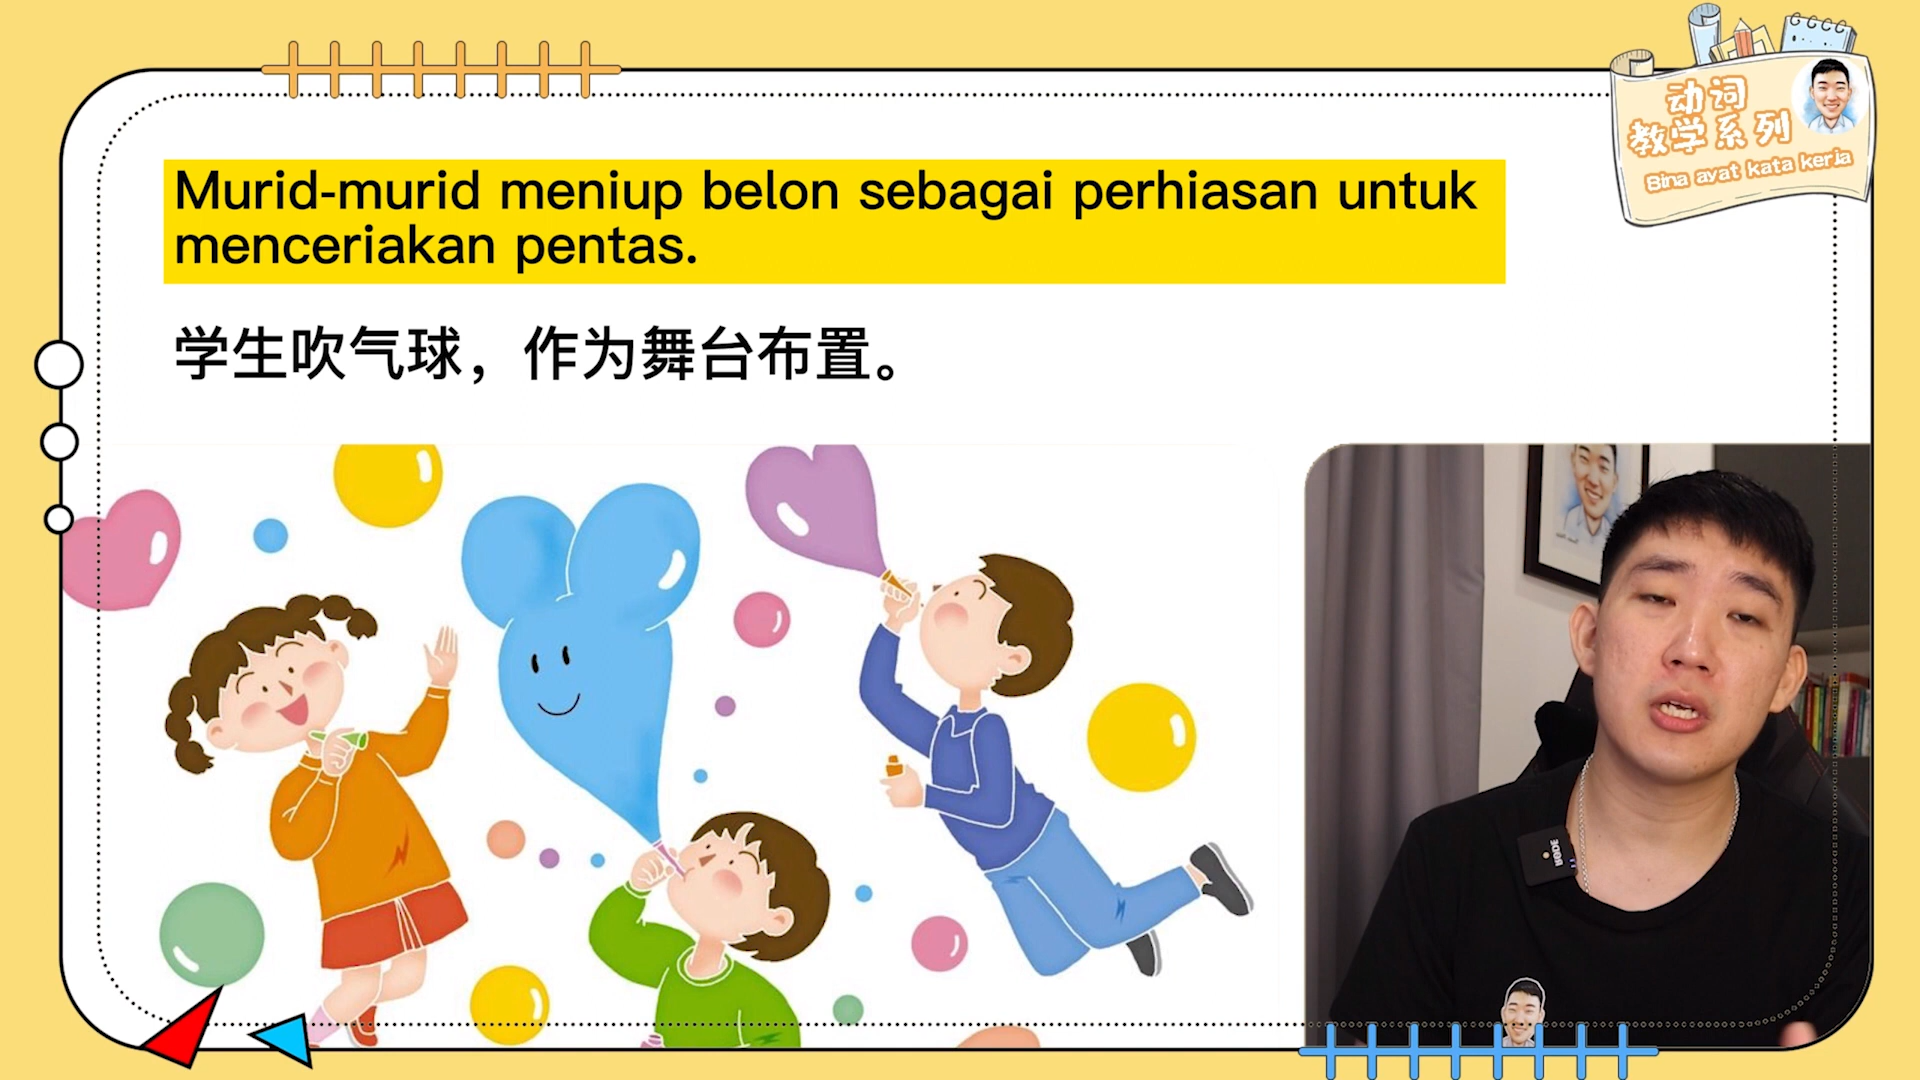 动词
教学系列
Bina ayat kata kerja
Murid-murid meniup belon sebagai perhiasan untuk
menceriakan pentas.
学生吹气球，作为舞台布置。
RODE